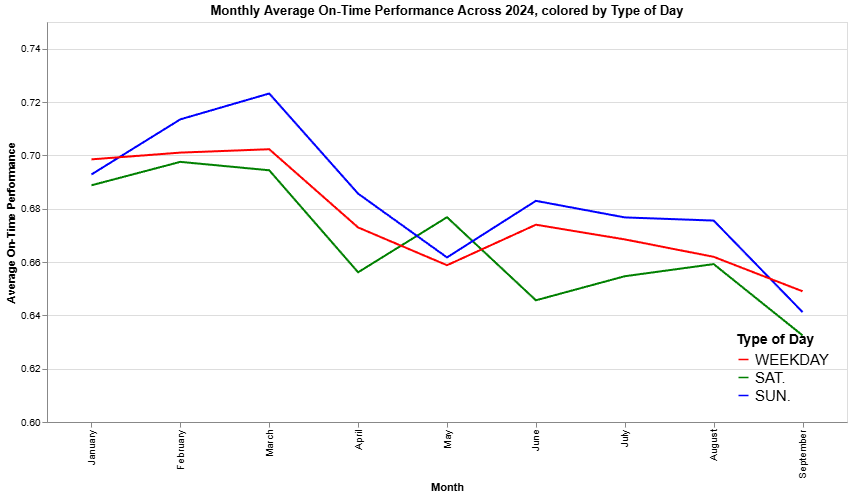 Monthly Average On-Time Performance Across 2024, colored by Type of Day
Average On-Time Performance
0.74
0.72
0.70
0.68
0.66
0.64
0.62
0.60
January
February
March
April
May
June
July
August
September
Month
Type of Day
WEEKDAY
SAT.
SUN.